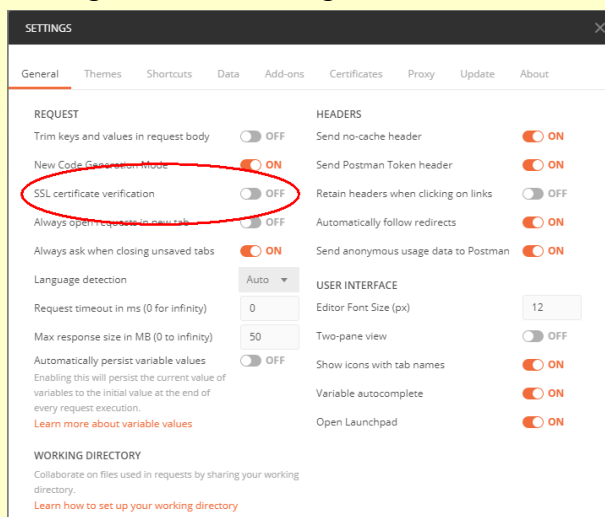 SETTINGS
General Themes Shortcuts Data Add-ons Certificates Proxy Update About
REQUEST
Trim keys and values in request body OFF
New Code Generation Mode ON
SSL certificate verification OFF
Always open requests in new tab OFF
Always ask when closing unsaved tabs ON
Language detection Auto
Request timeout in ms (0 for infinity) 0
Max response size in MB (0 to infinity) 50
Automatically persist variable values OFF
Enabling this will persist the current value of
variables to the initial value at the end of
every request execution.
Learn more about variable values
WORKING DIRECTORY
Collaborate on files used in requests by sharing your working
directory.
Learn how to set up your working directory
HEADERS
Send no-cache header ON
Send Postman Token header ON
Retain headers when clicking on links OFF
Automatically follow redirects ON
Send anonymous usage data to Postman ON
USER INTERFACE
Editor Font Size (px) 12
Two-pane view OFF
Show icons with tab names ON
Variable autocomplete ON
Open Launchpad ON